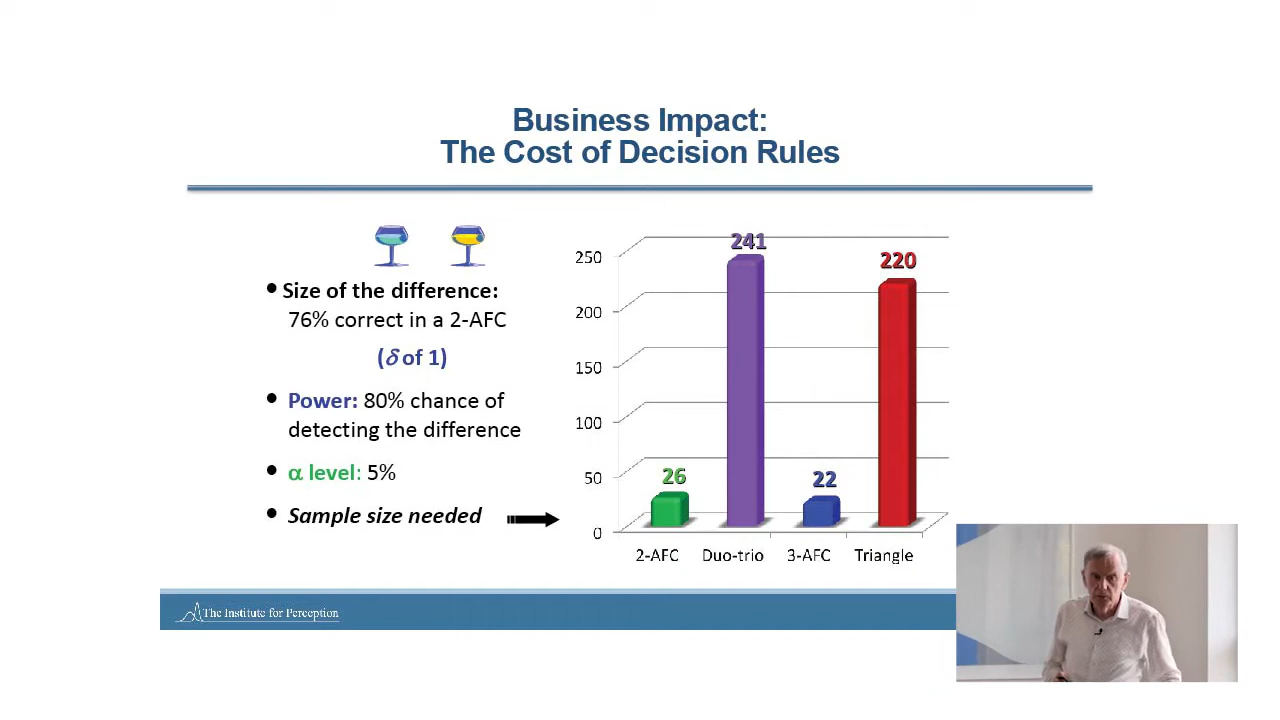 Business Impact:
The Cost of Decision Rules
• Size of the difference:
76% correct in a 2-AFC
(δ of 1)
• Power: 80% chance of
detecting the difference
• α level: 5%
• Sample size needed
250
200
150
100
50
0
26
241
22
220
2-AFC
Duo-trio
3-AFC
Triangle
The Institute for Perception